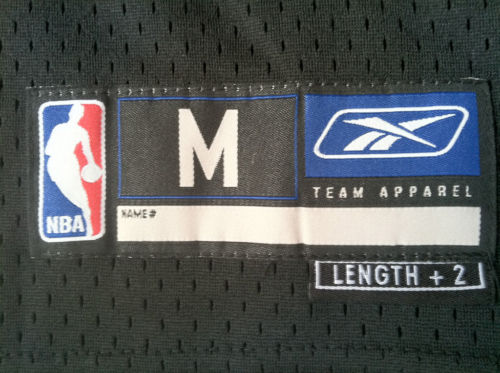 NBA
M
TEAM APPAREL
NAME#
LENGTH + 2